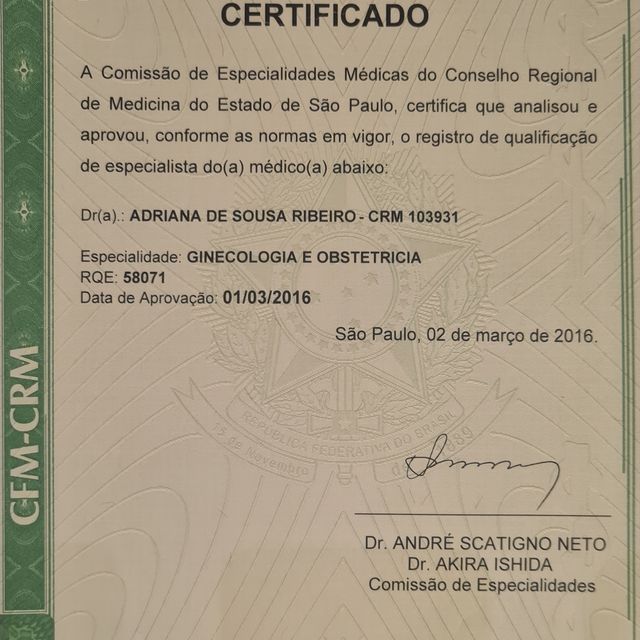 CERTIFICADO
A Comissão de Especialidades Médicas do Conselho Regional
de Medicina do Estado de São Paulo, certifica que analisou e
aprovou, conforme as normas em vigor, o registro de qualificação
de especialista do(a) médico(a) abaixo:
Dr(a).: ADRIANA DE SOUSA RIBEIRO - CRM 103931
Especialidade: GINECOLOGIA E OBSTETRICIA
RQE: 58071
Data de Aprovação: 01/03/2016
São Paulo, 02 de março de 2016.
REPÚBLICA FEDERATIVA DO BRASIL
15 de Novembro
Dr. ANDRÉ SCATIGNO NETO
Dr. AKIRA ISHIDA
Comissão de Especialidades
CFM-CRM